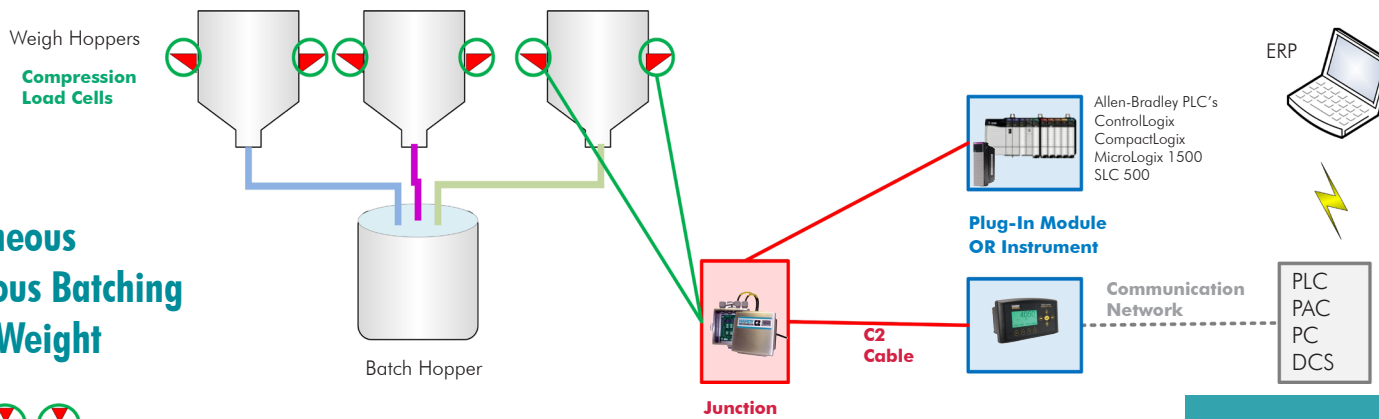 Weigh Hoppers
Compression
Load Cells
ERP
Allen-Bradley PLC's
ControlLogix
CompactLogix
MicroLogix 1500
SLC 500
Plug-In Module
OR Instrument
neous
ous Batching
Weight
Batch Hopper
C2
Cable
Communication
Network
PLC
PAC
PC
DCS
Junction